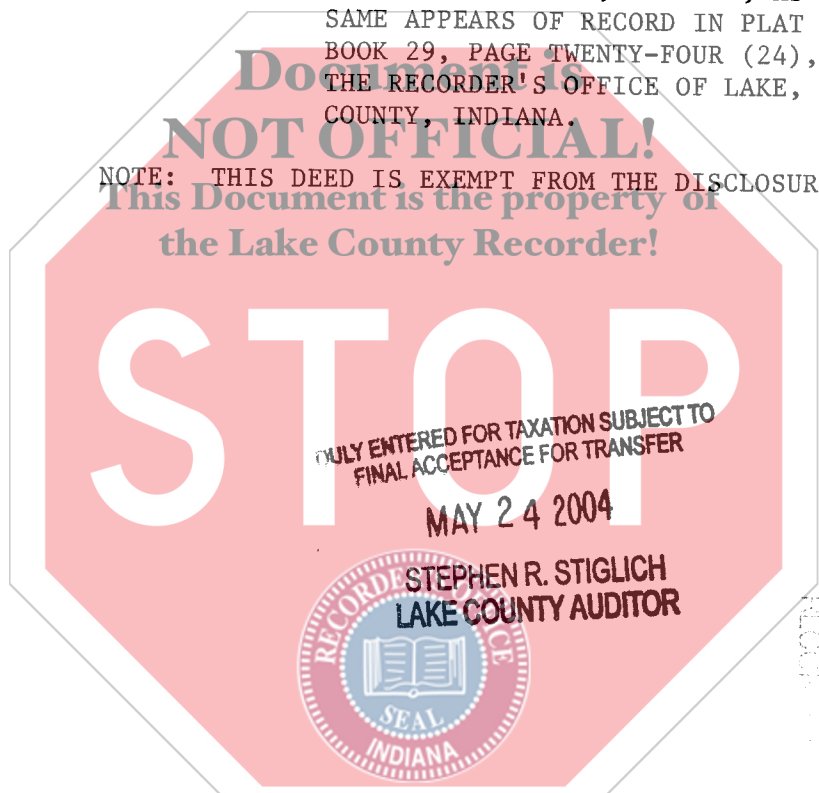 SAME APPEARS OF RECORD IN PLAT
BOOK 29, PAGE TWENTY-FOUR (24),
THE RECORDER'S OFFICE OF LAKE,
COUNTY, INDIANA.
Document is
NOT OFFICIAL!
NOTE: THIS DEED IS EXEMPT FROM THE DISCLOSUR
This Document is the property of
the Lake County Recorder!
STOP
DULY ENTERED FOR TAXATION SUBJECT TO
FINAL ACCEPTANCE FOR TRANSFER
MAY 24 2004
STEPHEN R. STIGLICH
LAKE COUNTY AUDITOR
RECORDER'S OFFICE
SEAL
INDIANA